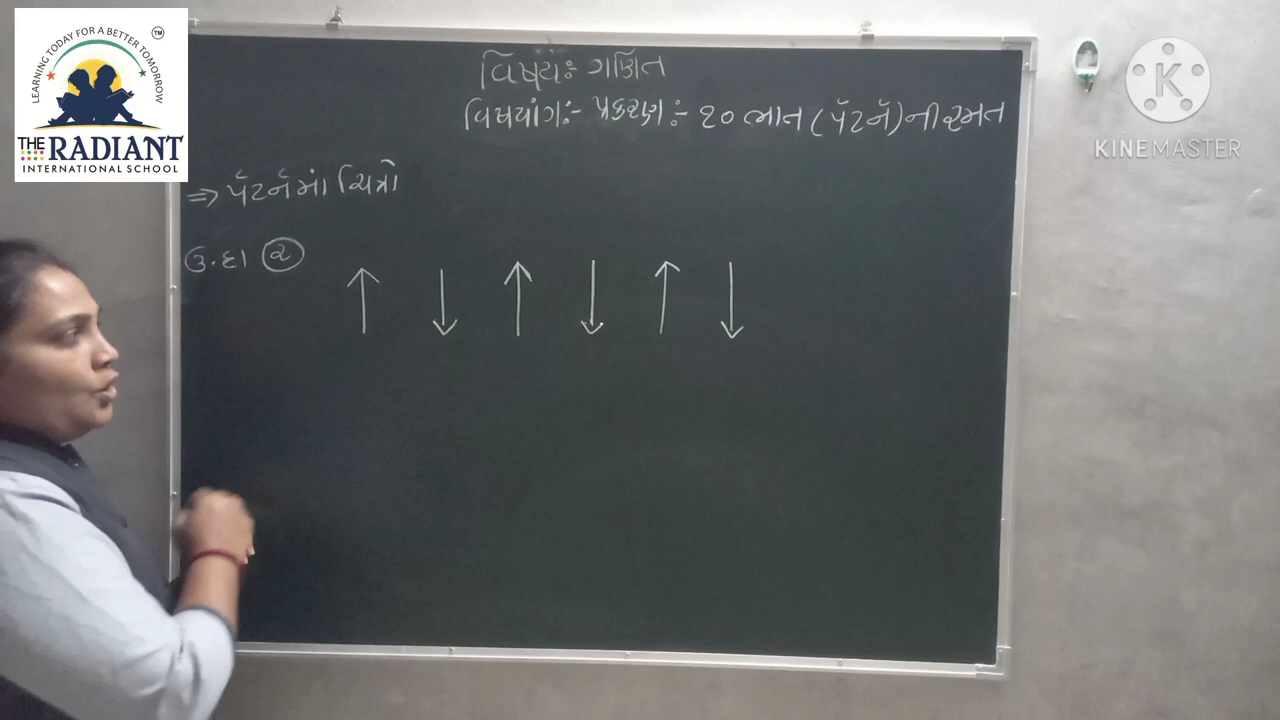 LEARNING TODAY FOR A BETTER TOMORROW
TM
THE RADIANT
INTERNATIONAL SCHOOL
K
KINEMASTER
વિષય: ગણિત
વિષયાંગ:- પ્રકરણ:- ૧૦ ભાત (પૅટર્ન) ની રમત
⇒ પૅટર્નમાં ચિત્રો
ઉ.દા ૨
↑ ↓ ↑ ↓ ↑ ↓